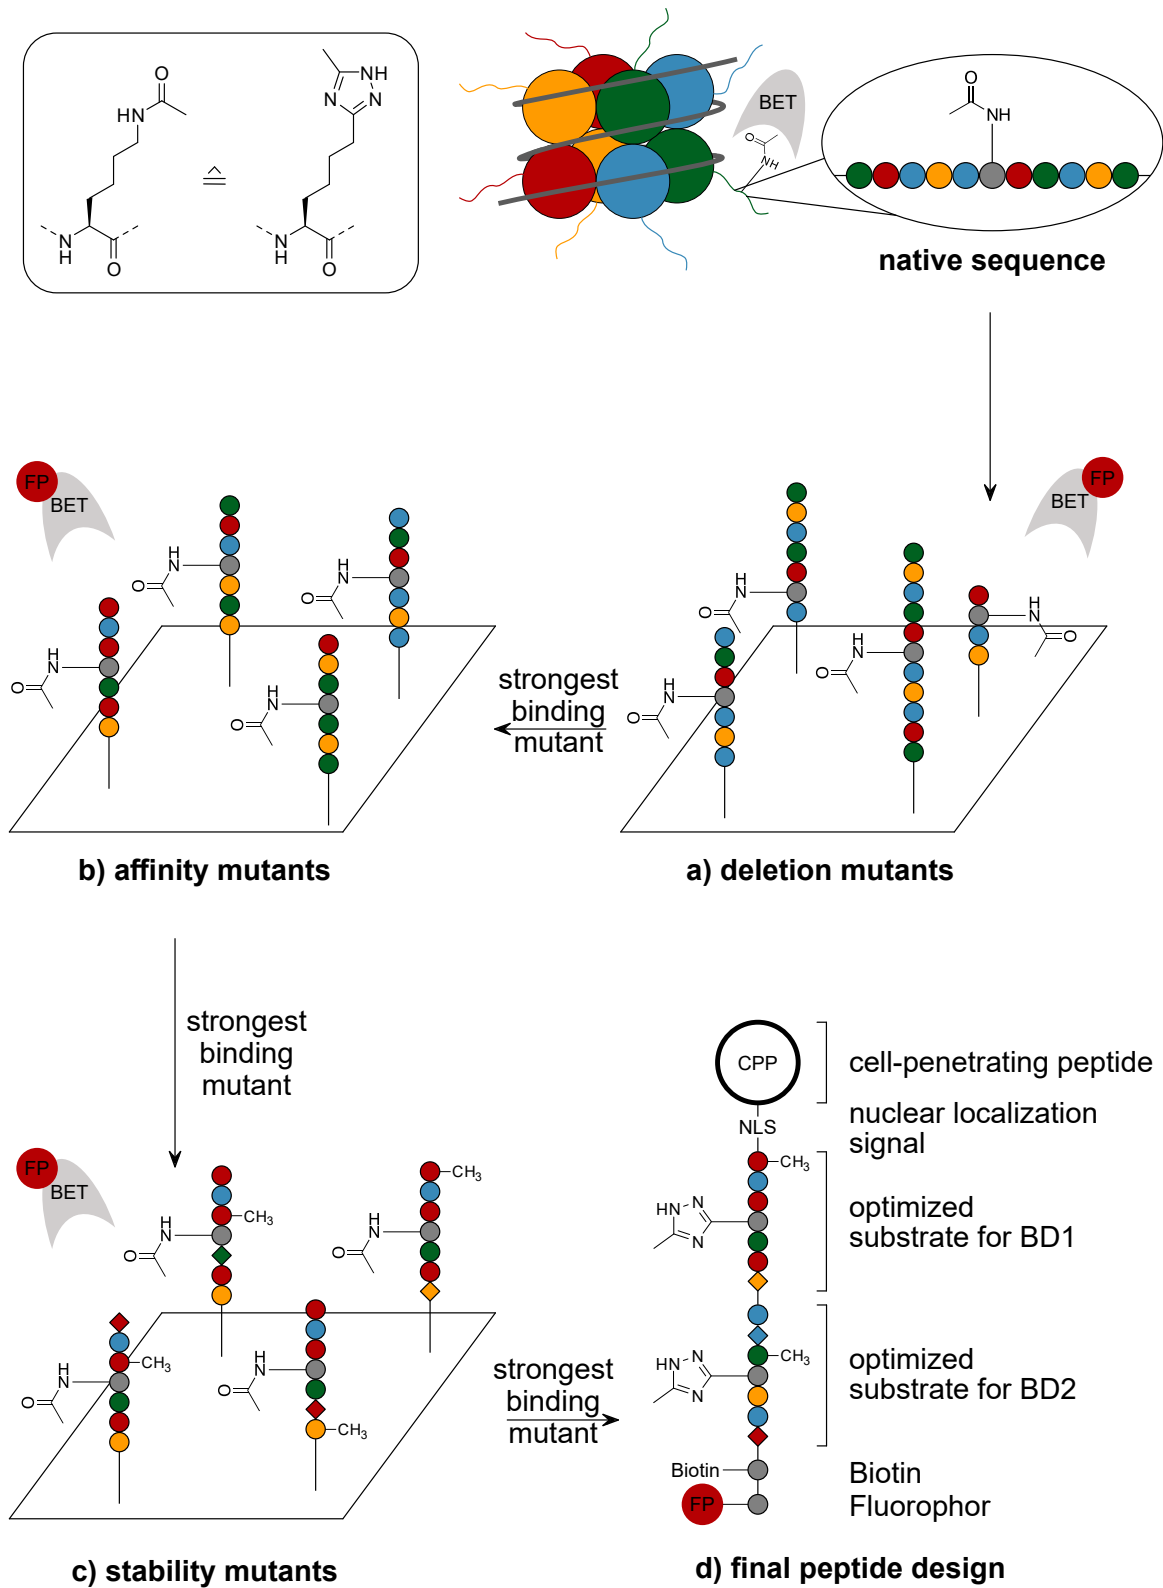 O
HN
N
H
O
NH
N
N
N
H
O
BET
O
NH
O
NH
native sequence
FP
BET
H
N
O
H
N
O
H
N
O
H
N
O
FP
BET
H
N
O
H
N
O
H
N
O
H
N
O
strongest
binding
mutant
b) affinity mutants
a) deletion mutants
strongest
binding
mutant
FP
BET
CH3
H
N
O
CH3
H
N
O
CH3
H
N
O
CH3
H
N
O
strongest
binding
mutant
CPP
cell-penetrating peptide
NLS
nuclear localization
signal
CH3
HN
N
N
optimized
substrate for BD1
CH3
HN
N
N
optimized
substrate for BD2
Biotin
Biotin
FP
Fluorophor
c) stability mutants
d) final peptide design